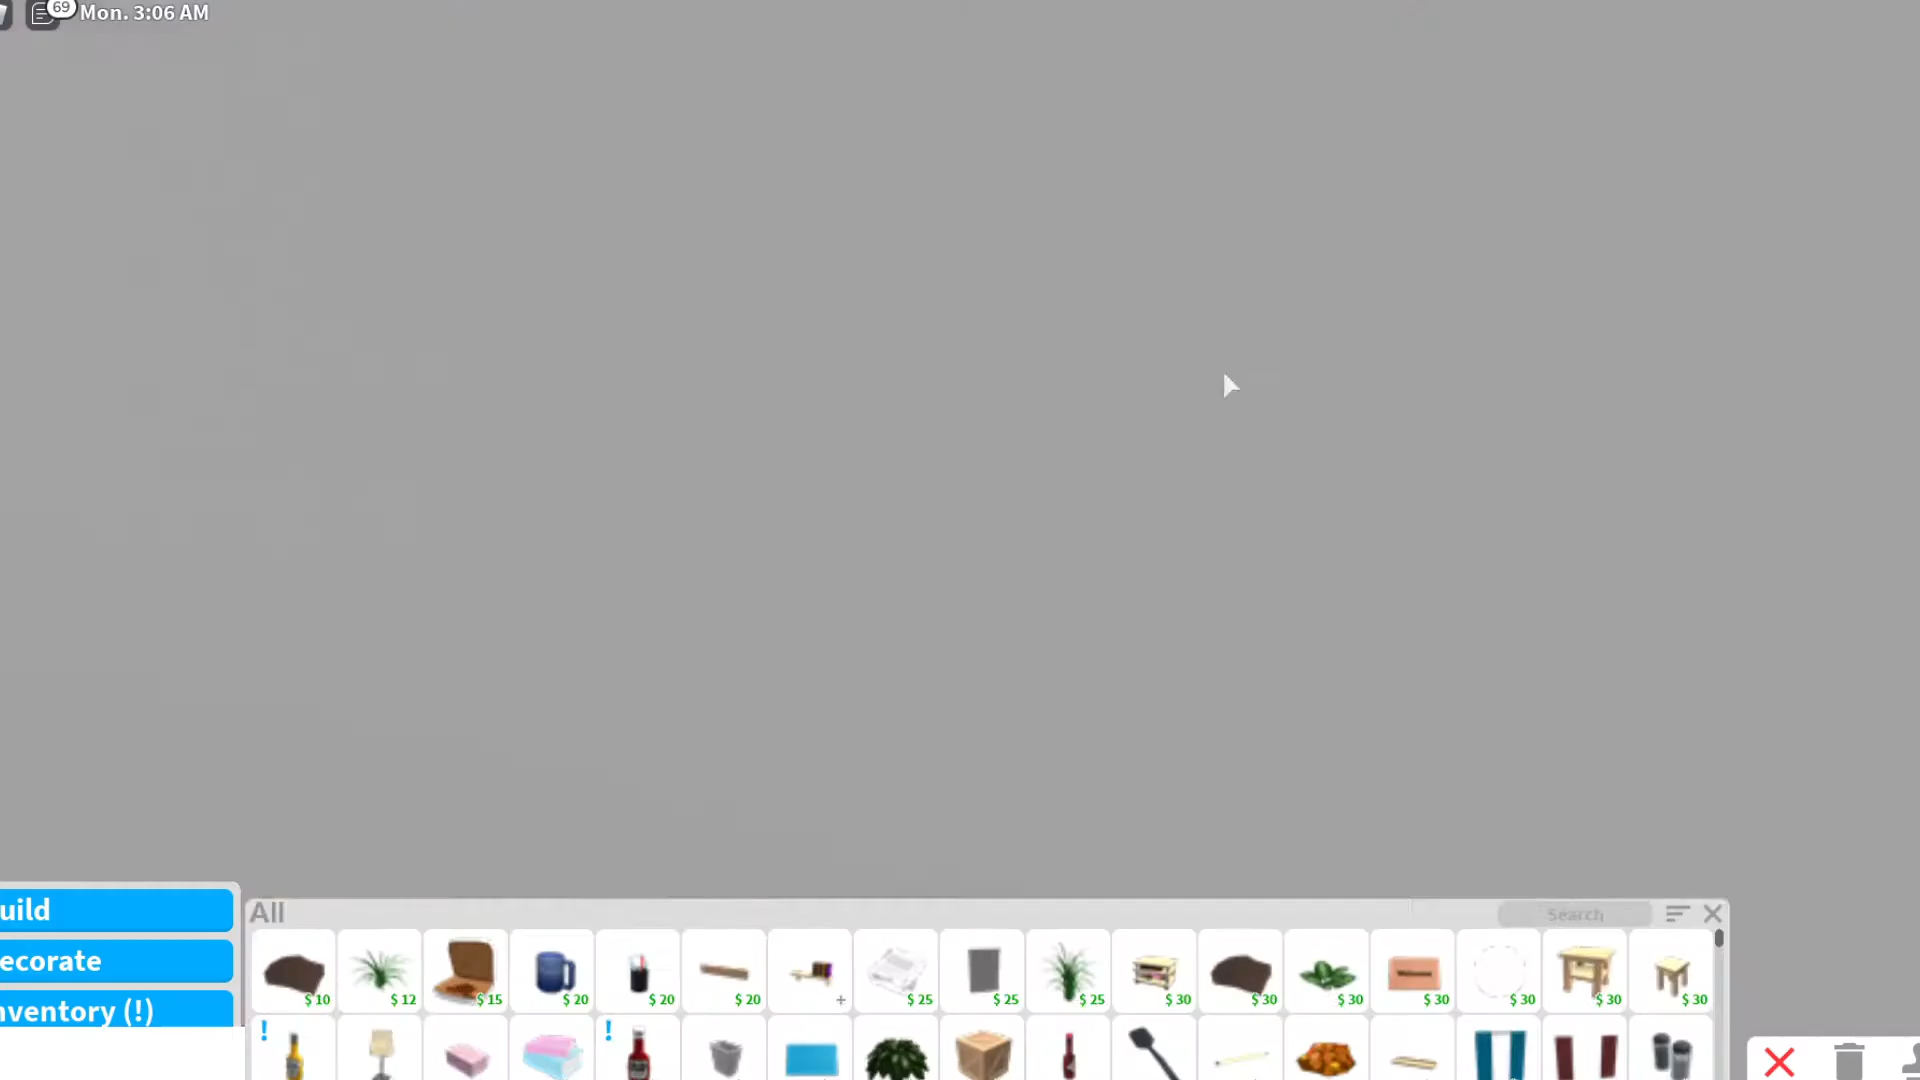 69 Mon. 3:06 AM
uild
All
Search
ecorate
nventory (!)
$ 10 $ 12 $ 15 $ 20 $ 20 $ 20 + $ 25 $ 25 $ 25 $ 30 $ 30 $ 30 $ 30 $ 30 $ 30 $ 30
! !